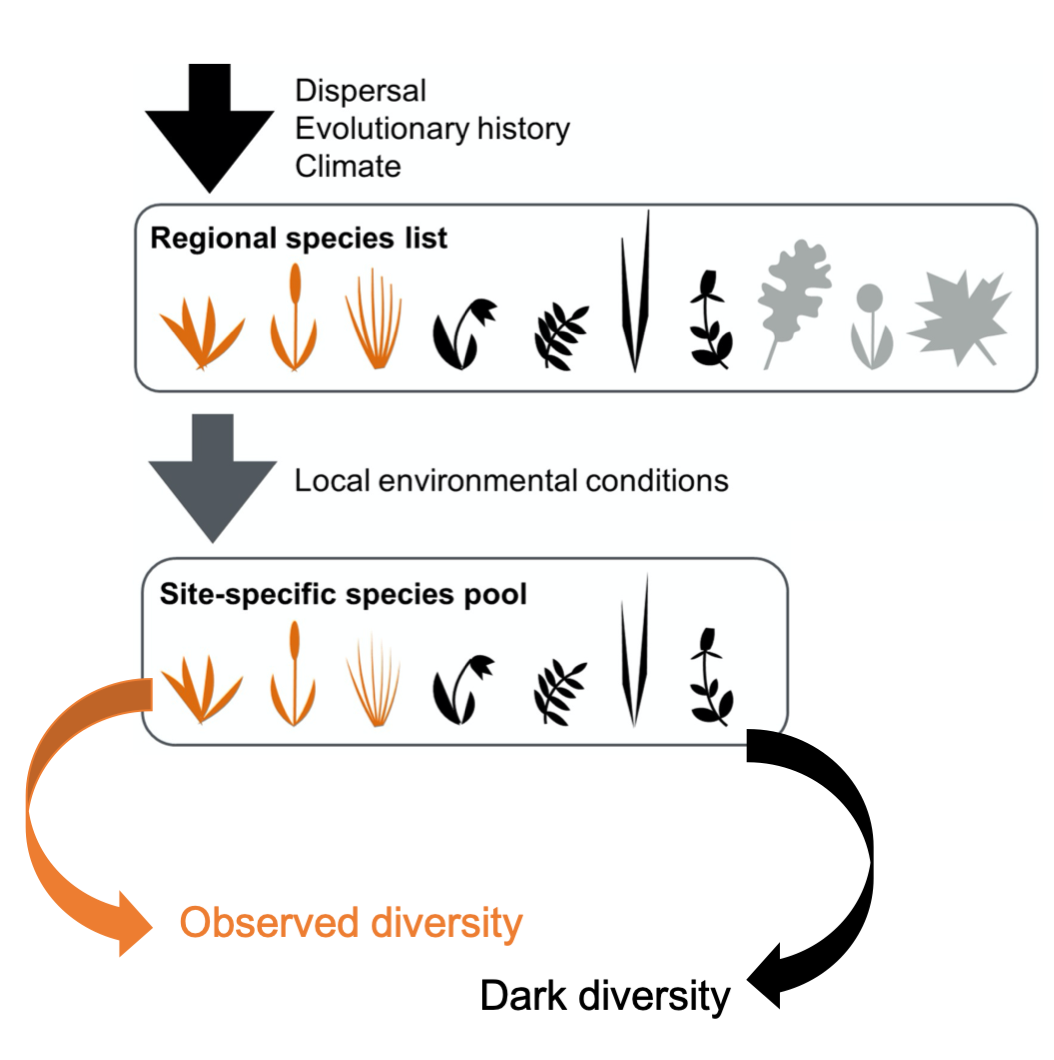 Dispersal
Evolutionary history
Climate
Regional species list
Local environmental conditions
Site-specific species pool
Observed diversity
Dark diversity